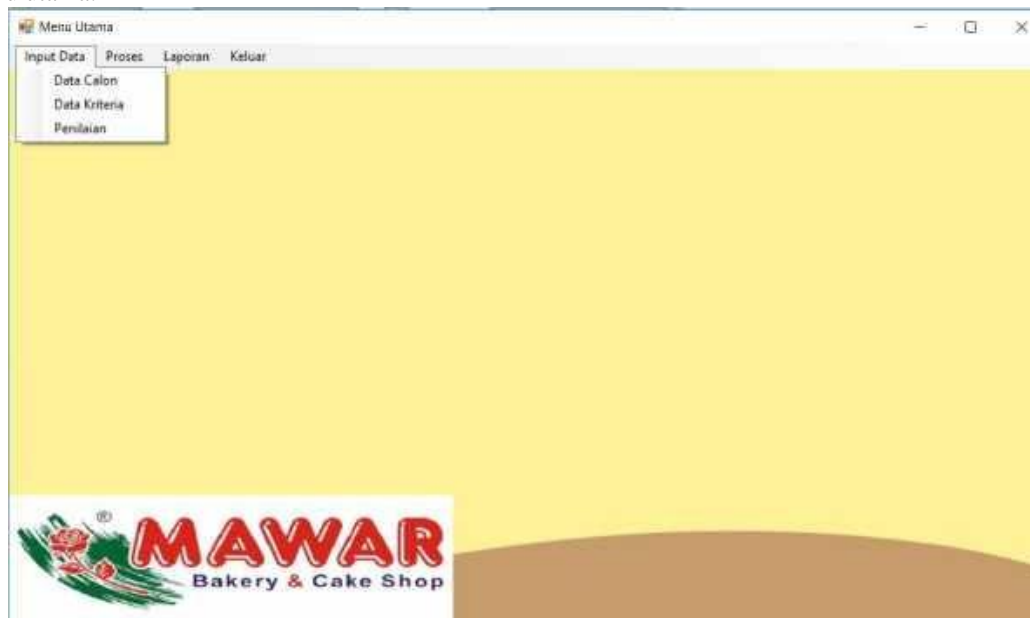 Menu Utama
Input Data Proses Laporan Keluar
Data Calon
Data Kriteria
Penilaian
®
MAWAR
Bakery & Cake Shop